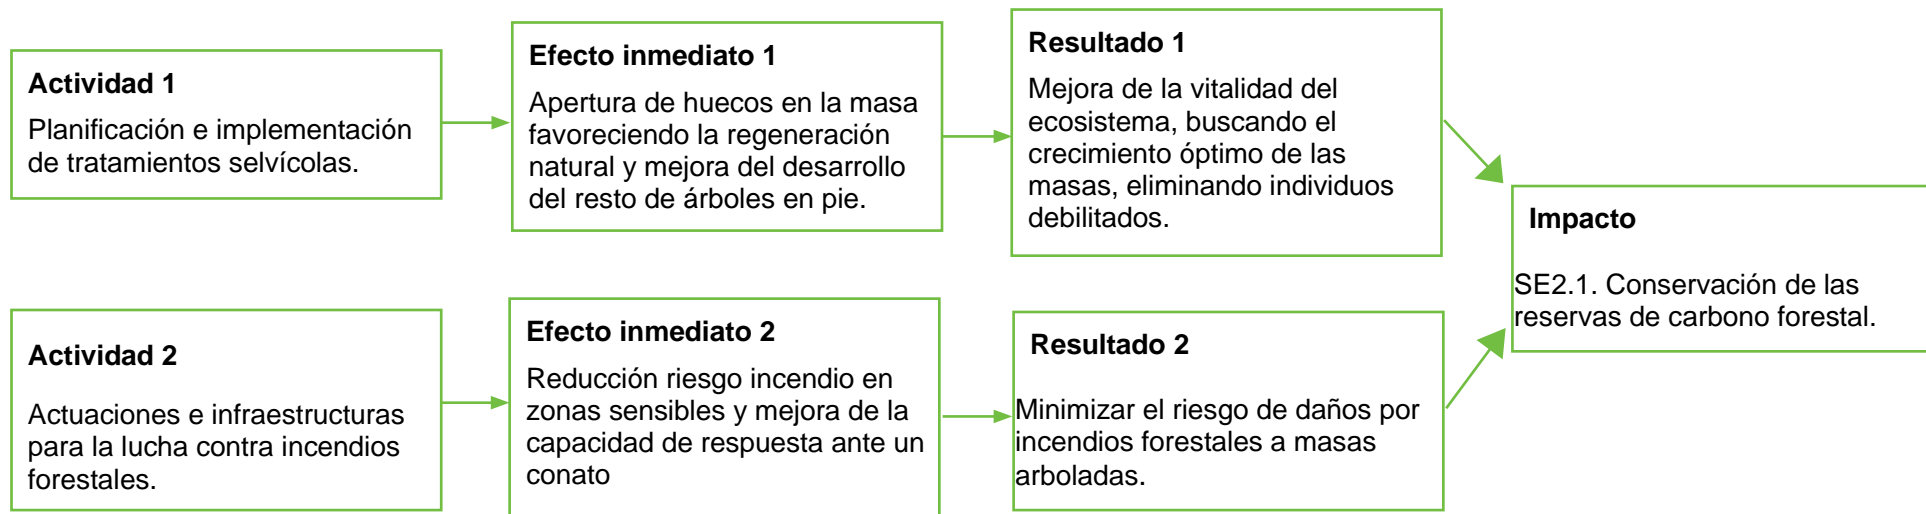 Actividad 1
Planificación e implementación
de tratamientos selvícolas.
Efecto inmediato 1
Apertura de huecos en la masa
favoreciendo la regeneración
natural y mejora del desarrollo
del resto de árboles en pie.
Resultado 1
Mejora de la vitalidad del
ecosistema, buscando el
crecimiento óptimo de las
masas, eliminando individuos
debilitados.
Impacto
SE2.1. Conservación de las
reservas de carbono forestal.
Actividad 2
Actuaciones e infraestructuras
para la lucha contra incendios
forestales.
Efecto inmediato 2
Reducción riesgo incendio en
zonas sensibles y mejora de la
capacidad de respuesta ante un
conato
Resultado 2
Minimizar el riesgo de daños por
incendios forestales a masas
arboladas.